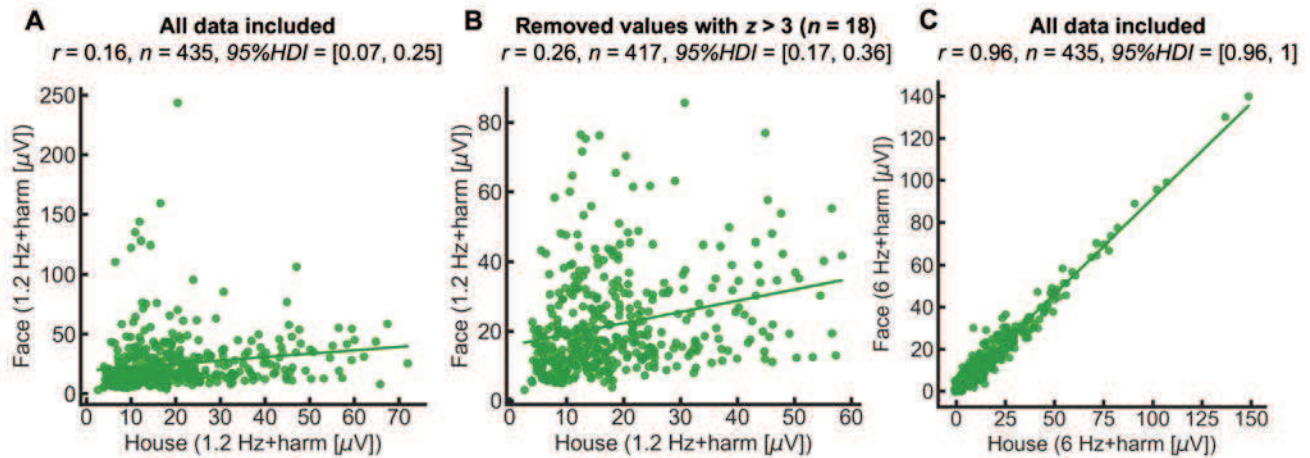 A
All data included
r = 0.16, n = 435, 95%HDI = [0.07, 0.25]
250
200
150
100
50
0
Face (1.2 Hz+harm [µV])
0 10 20 30 40 50 60 70
House (1.2 Hz+harm [µV])
B
Removed values with z > 3 (n = 18)
r = 0.26, n = 417, 95%HDI = [0.17, 0.36]
80
60
40
20
0
Face (1.2 Hz+harm [µV])
0 10 20 30 40 50 60
House (1.2 Hz+harm [µV])
C
All data included
r = 0.96, n = 435, 95%HDI = [0.96, 1]
140
120
100
80
60
40
20
0
Face (6 Hz+harm [µV])
0 25 50 75 100 125 150
House (6 Hz+harm [µV])